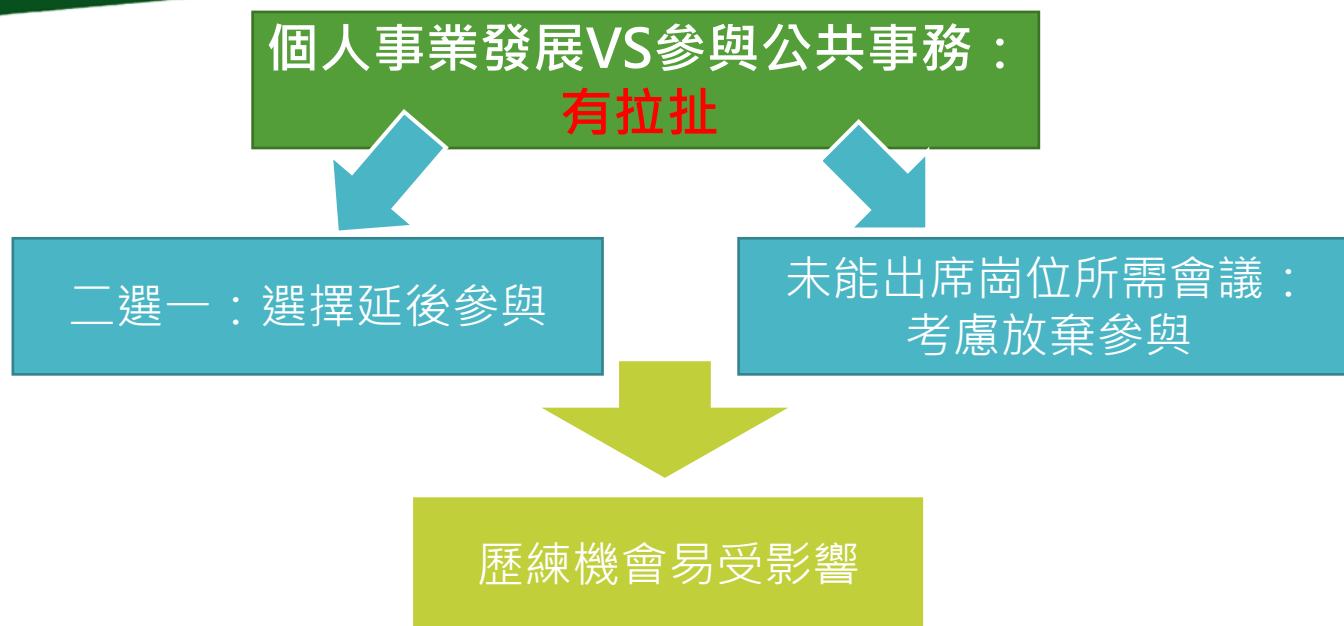 個人事業發展VS參與公共事務：
有拉扯
二選一：選擇延後參與
未能出席崗位所需會議：
考慮放棄參與
歷練機會易受影響